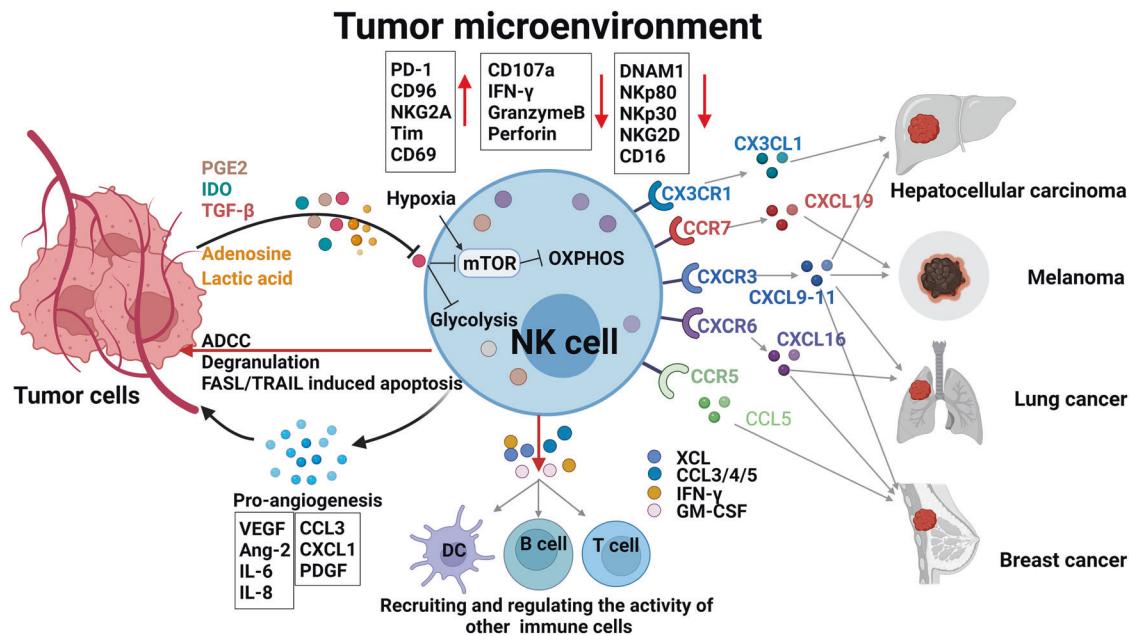 Tumor microenvironment
PD-1
CD96
NKG2A
Tim
CD69
CD107a
IFN-γ
GranzymeB
Perforin
DNAM1
NKp80
NKp30
NKG2D
CD16
PGE2
IDO
TGF-β
Adenosine
Lactic acid
Hypoxia
mTOR
OXPHOS
Glycolysis
NK cell
Tumor cells
ADCC
Degranulation
FASL/TRAIL induced apoptosis
Pro-angiogenesis
VEGF
Ang-2
IL-6
IL-8
CCL3
CXCL1
PDGF
CX3CR1
CCR7
CXCR3
CXCR6
CCR5
CX3CL1
CXCL19
CXCL9-11
CXCL16
CCL5
Hepatocellular carcinoma
Melanoma
Lung cancer
Breast cancer
XCL
CCL3/4/5
IFN-γ
GM-CSF
DC
B cell
T cell
Recruiting and regulating the activity of
other immune cells